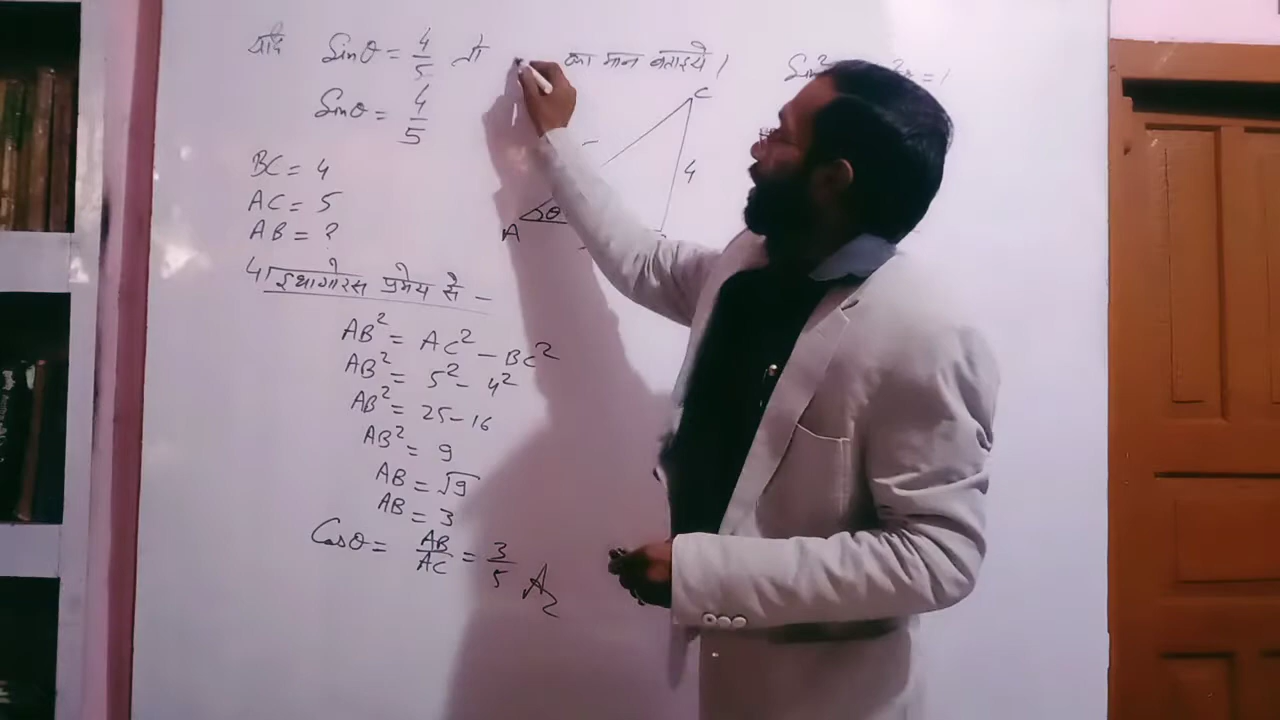 यदि Sinθ = 4/5 तो का मान बताइये।
Sin² = 1
Sinθ = 4/5
C
4
A θ
BC = 4
AC = 5
AB = ?
पाइथागोरस प्रमेय से –
AB² = AC² – BC²
AB² = 5² – 4²
AB² = 25 – 16
AB² = 9
AB = √9
AB = 3
Cosθ = AB/AC = 3/5 A